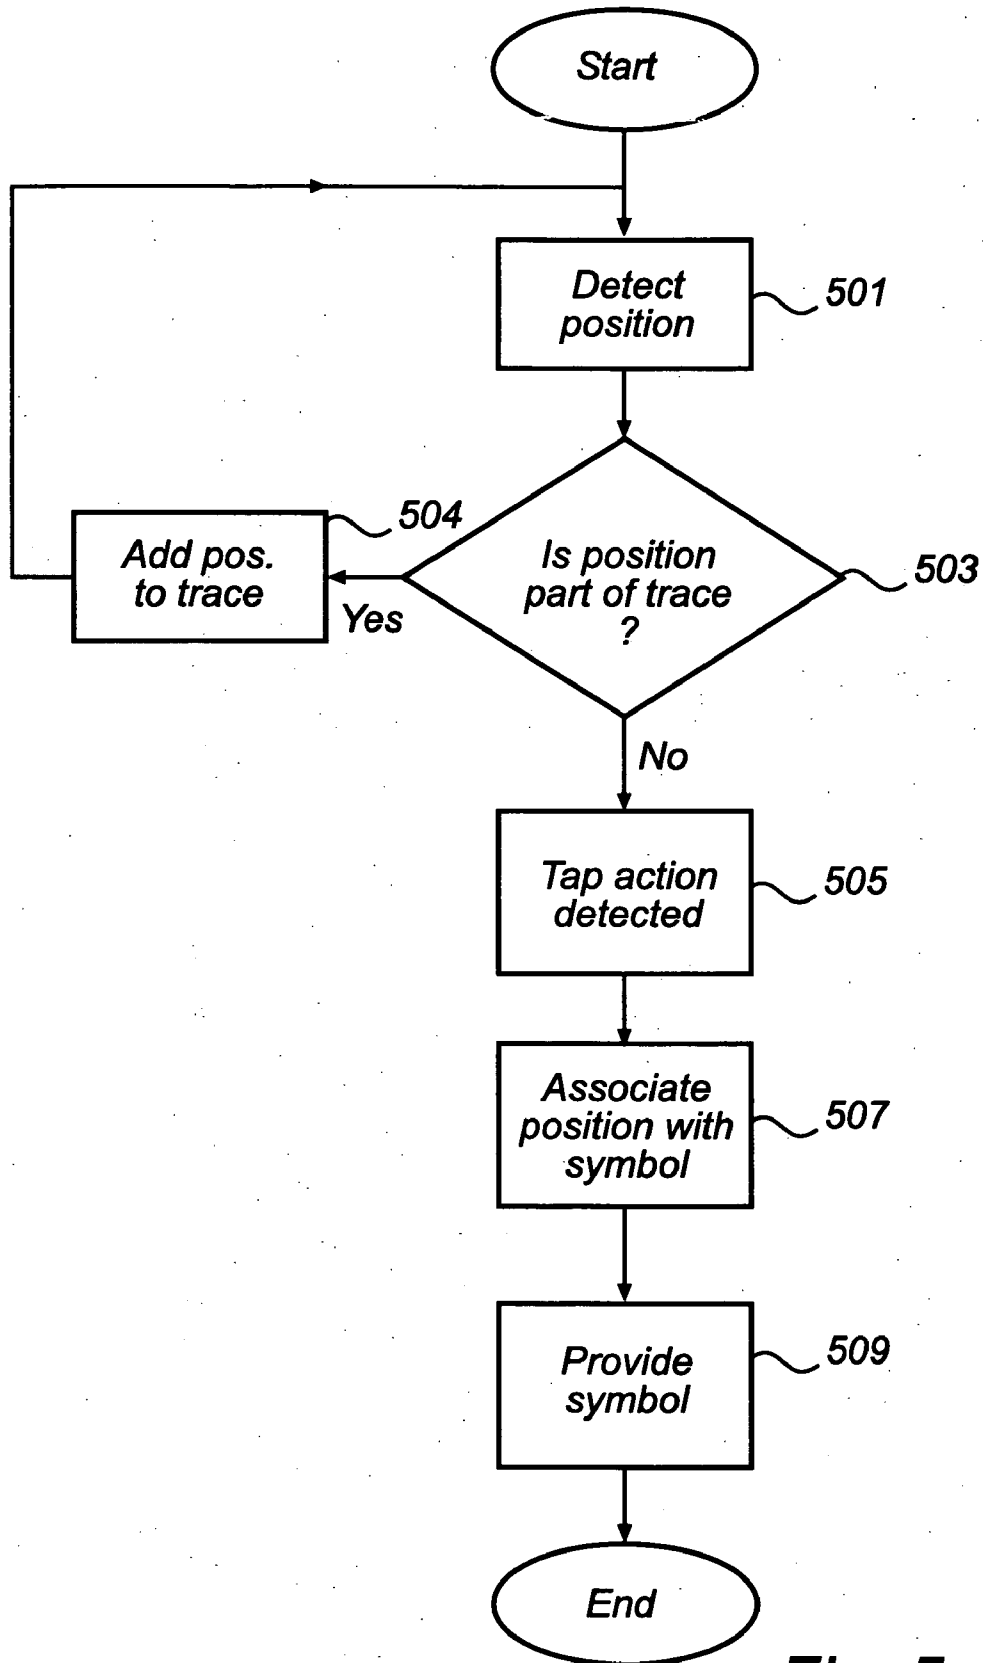 Start
Detect
position
501
Add pos.
to trace
504
Is position
part of trace
?
503
Yes
No
Tap action
detected
505
Associate
position with
symbol
507
Provide
symbol
509
End